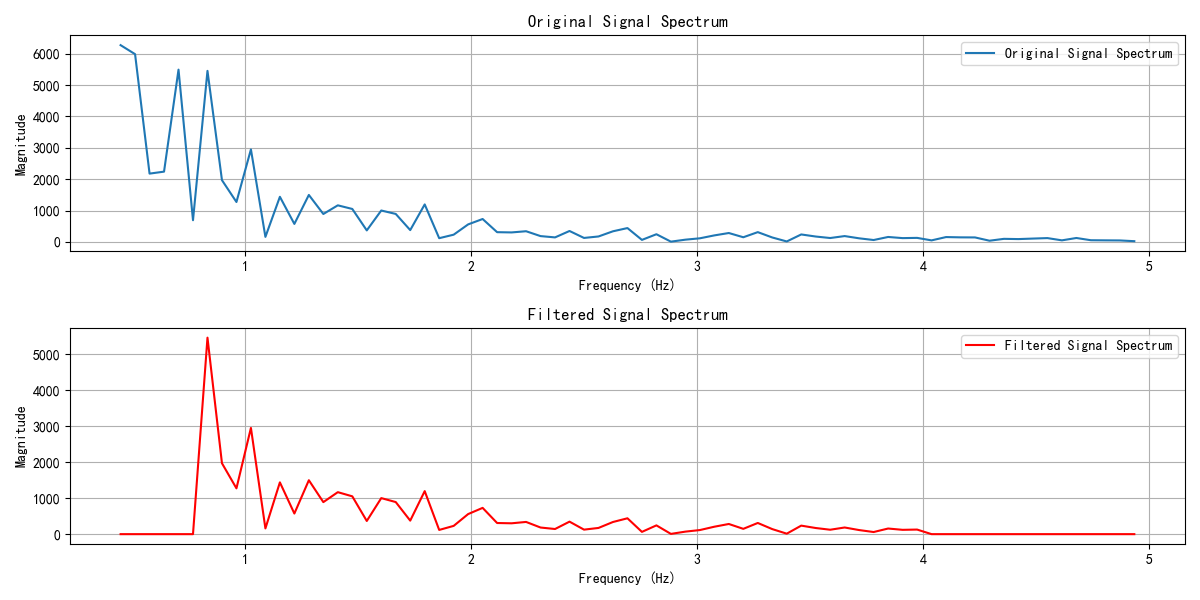 Original Signal Spectrum
Original Signal Spectrum
6000
5000
4000
3000
2000
1000
0
Magnitude
1 2 3 4 5
Frequency (Hz)
Filtered Signal Spectrum
Filtered Signal Spectrum
5000
4000
3000
2000
1000
0
Magnitude
1 2 3 4 5
Frequency (Hz)